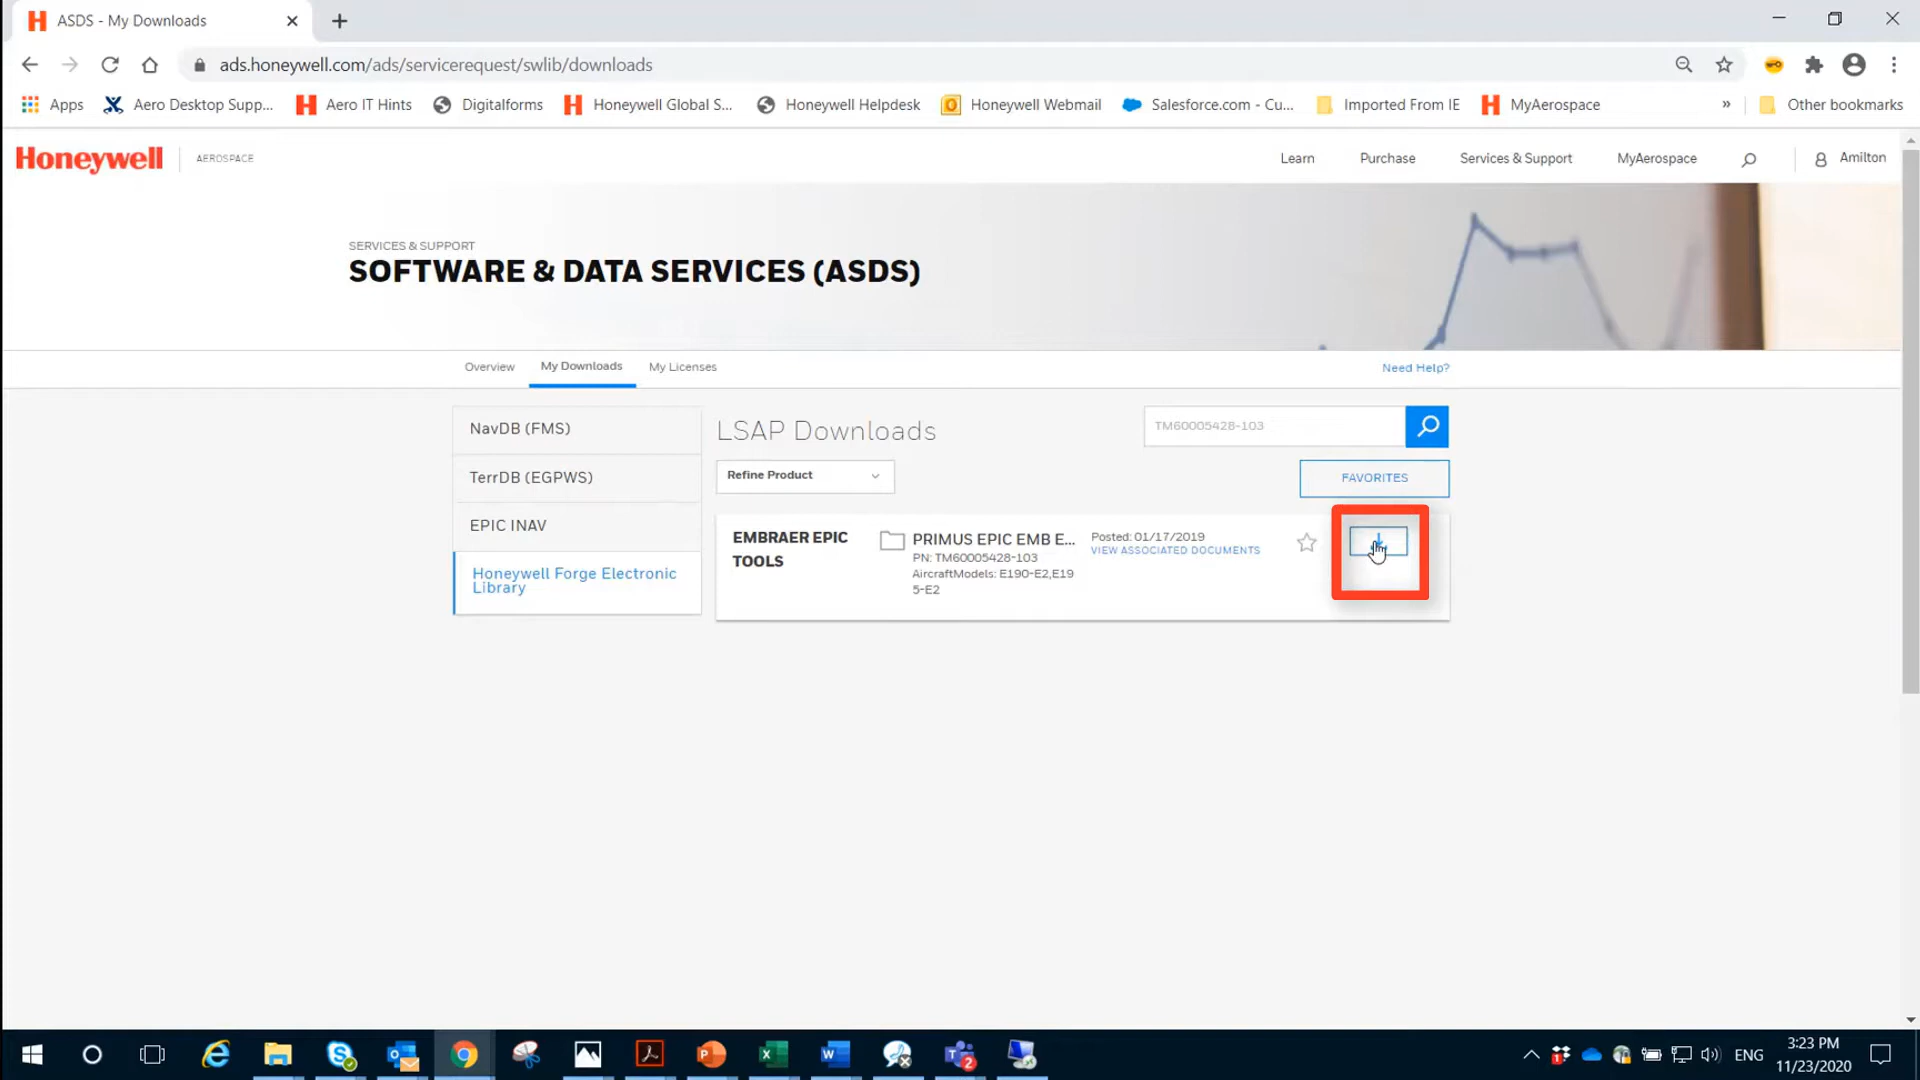 ASDS - My Downloads
ads.honeywell.com/ads/servicerequest/swlib/downloads
Apps
Aero Desktop Supp...
Aero IT Hints
Digitalforms
Honeywell Global S...
Honeywell Helpdesk
Honeywell Webmail
Salesforce.com - Cu...
Imported From IE
MyAerospace
»
Other bookmarks
Honeywell
AEROSPACE
Learn
Purchase
Services & Support
MyAerospace
Amilton
SERVICES & SUPPORT
SOFTWARE & DATA SERVICES (ASDS)
Overview
My Downloads
My Licenses
Need Help?
NavDB (FMS)
TerrDB (EGPWS)
EPIC INAV
Honeywell Forge Electronic
Library
LSAP Downloads
TM60005428-103
Refine Product
FAVORITES
EMBRAER EPIC
TOOLS
PRIMUS EPIC EMB E...
PN: TM60005428-103
AircraftModels: E190-E2,E19
5-E2
Posted: 01/17/2019
VIEW ASSOCIATED DOCUMENTS
ENG
3:23 PM
11/23/2020